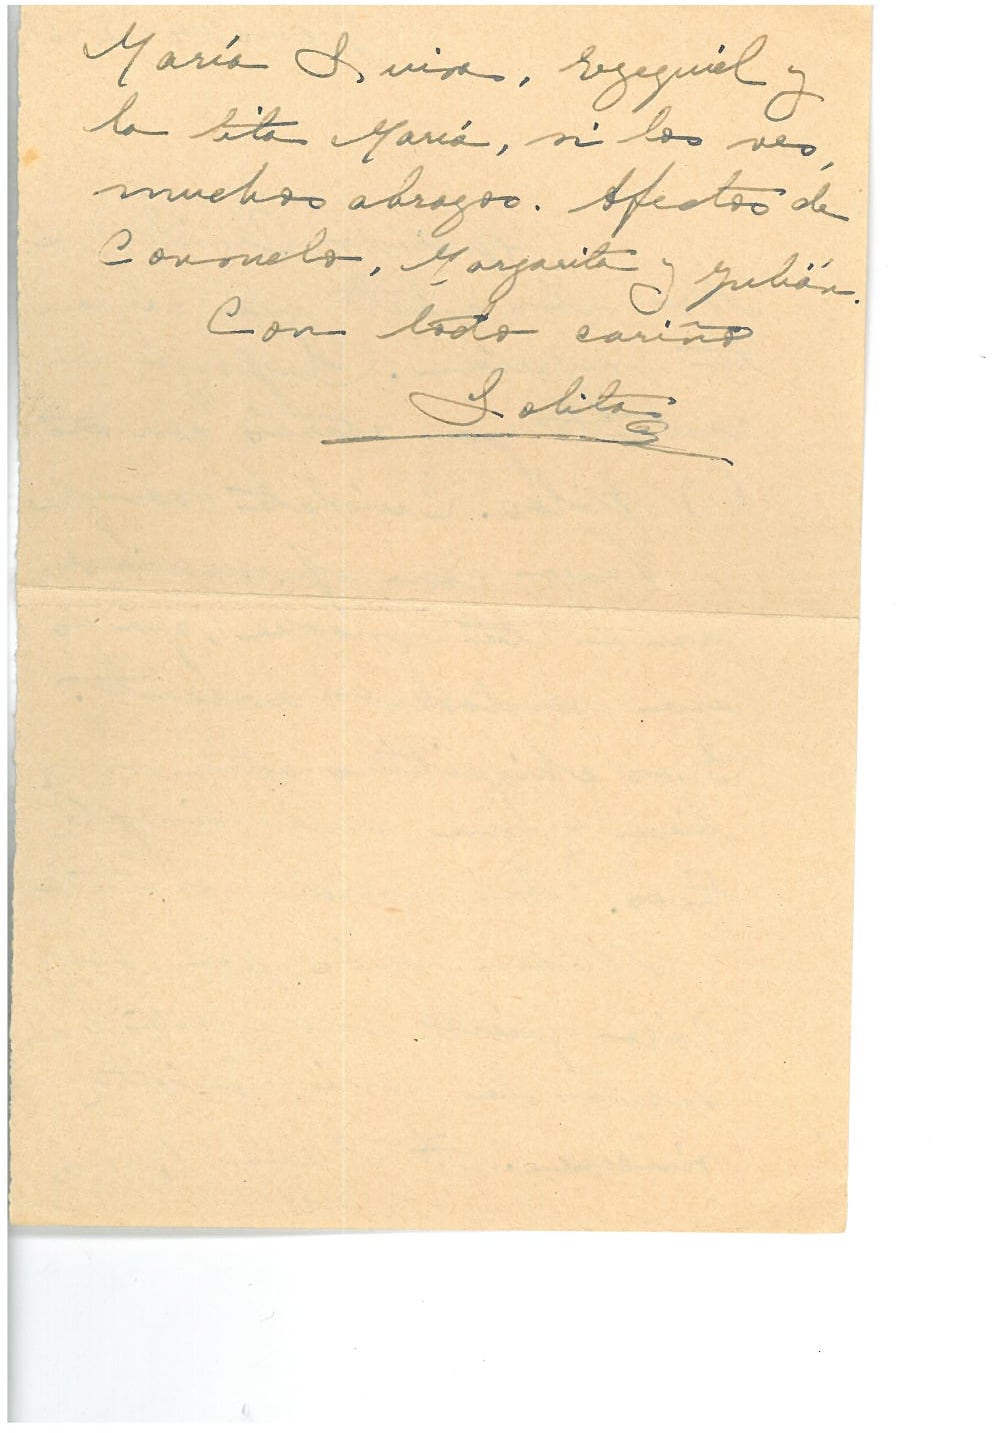 María Luisa, Ezequiel y
la tita María, si los ves,
muchos abrazos. Afectos de
Consuelo, Margarita y Julián.
Con todo cariño
Lolita